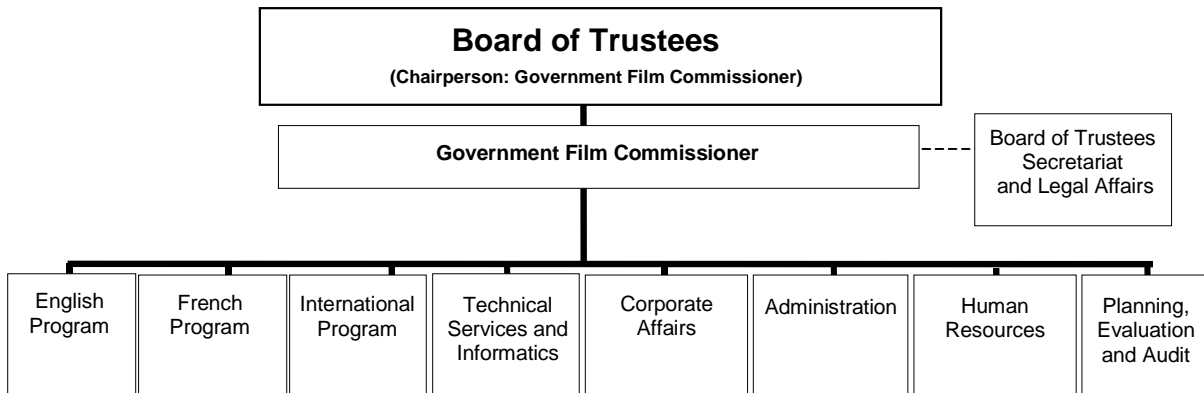 Board of Trustees
(Chairperson: Government Film Commissioner)
Government Film Commissioner
Board of Trustees
Secretariat
and Legal Affairs
English
Program
French
Program
International
Program
Technical
Services and
Informatics
Corporate
Affairs
Administration
Human
Resources
Planning,
Evaluation
and Audit